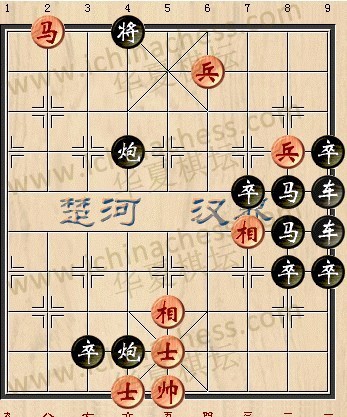 1 2 3 4 5 6 7 8 9
马 将
兵
炮 兵 卒
卒 马 车
楚河 汉界
相 马 车
卒 卒
相
卒 炮 士
士 帅
www.ichinachess.com
华夏棋坛